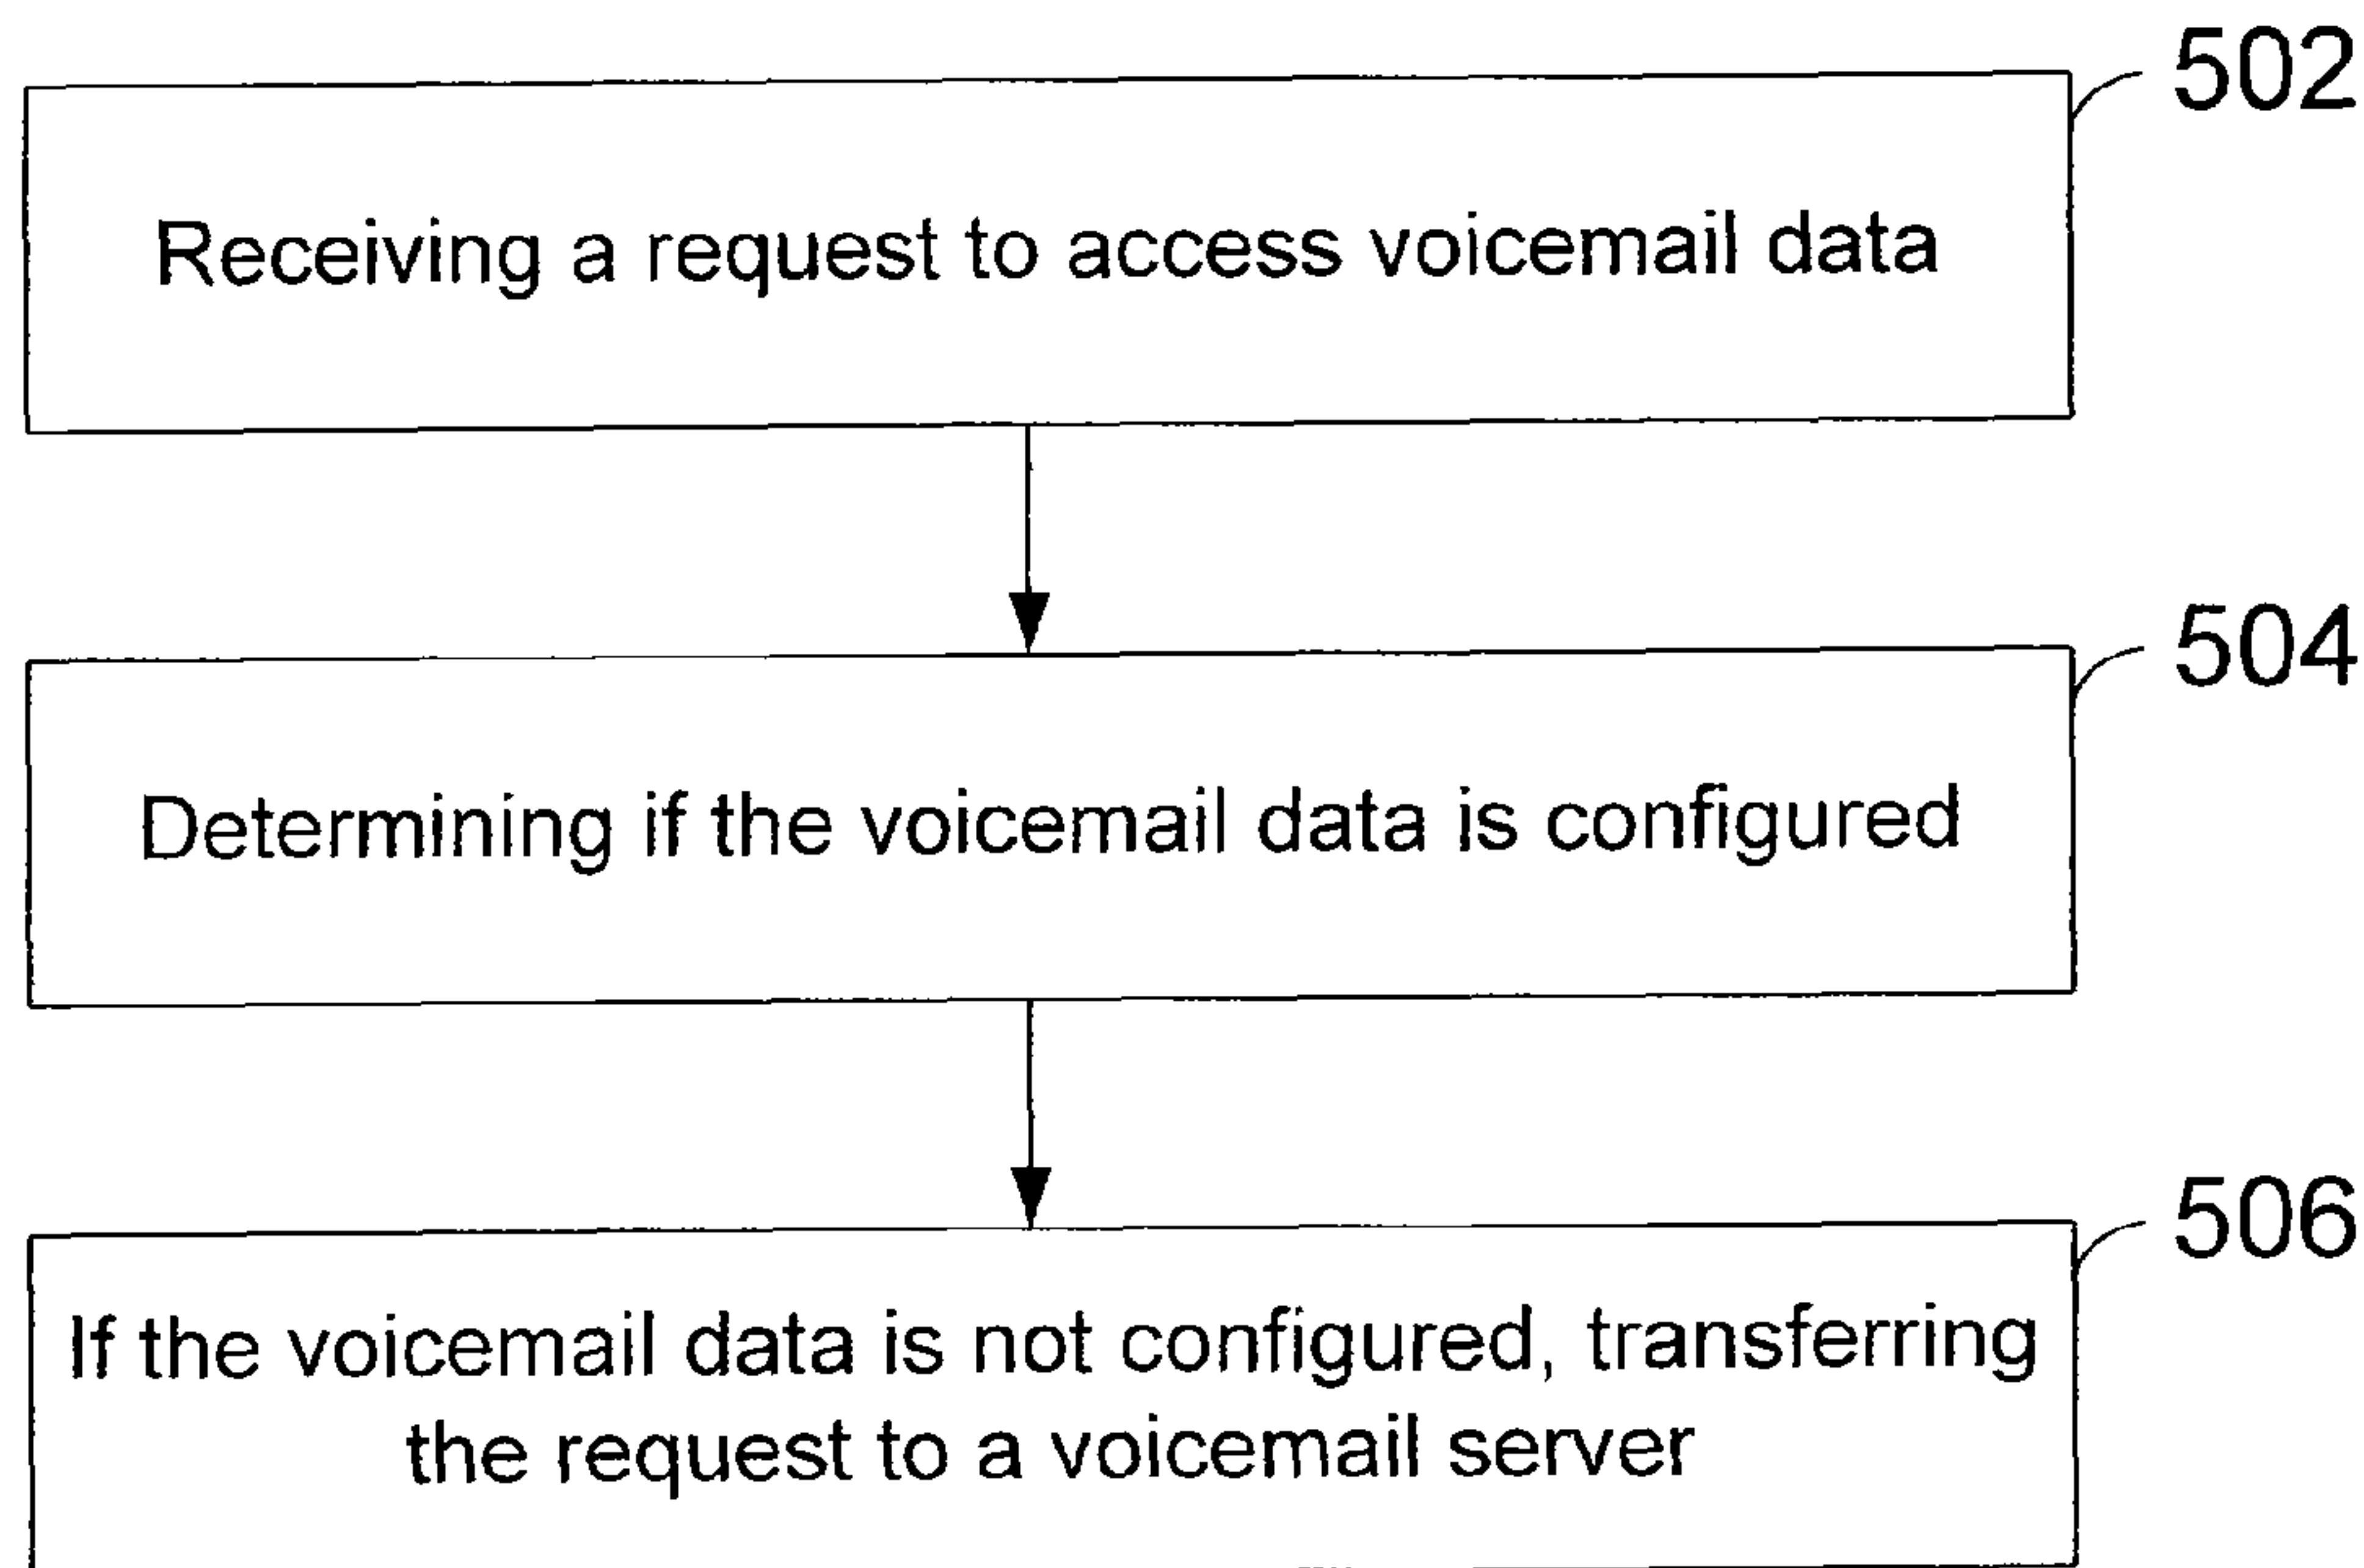 502
Receiving a request to access voicemail data
504
Determining if the voicemail data is configured
506
If the voicemail data is not configured, transferring
the request to a voicemail server